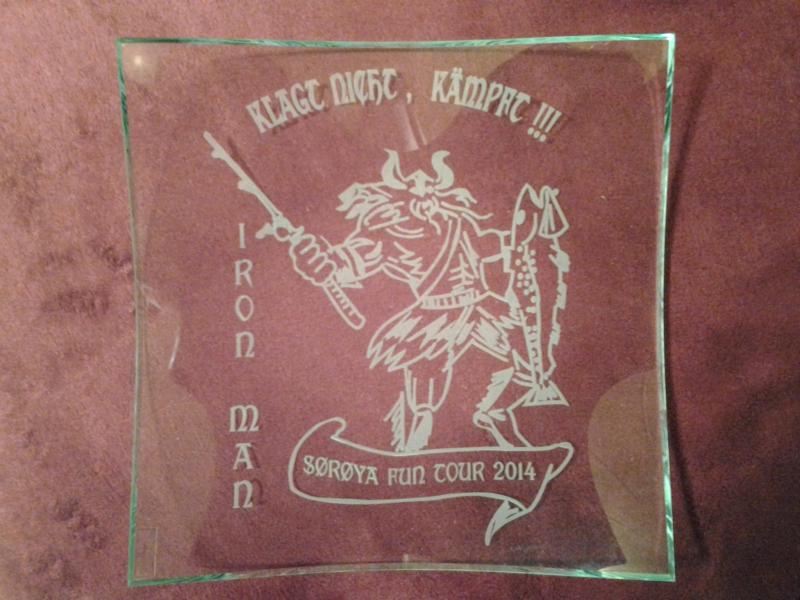 KLAGT NICHT, KÄMPFT !!!
IRON
MAN
SØRØYA FUN TOUR 2014